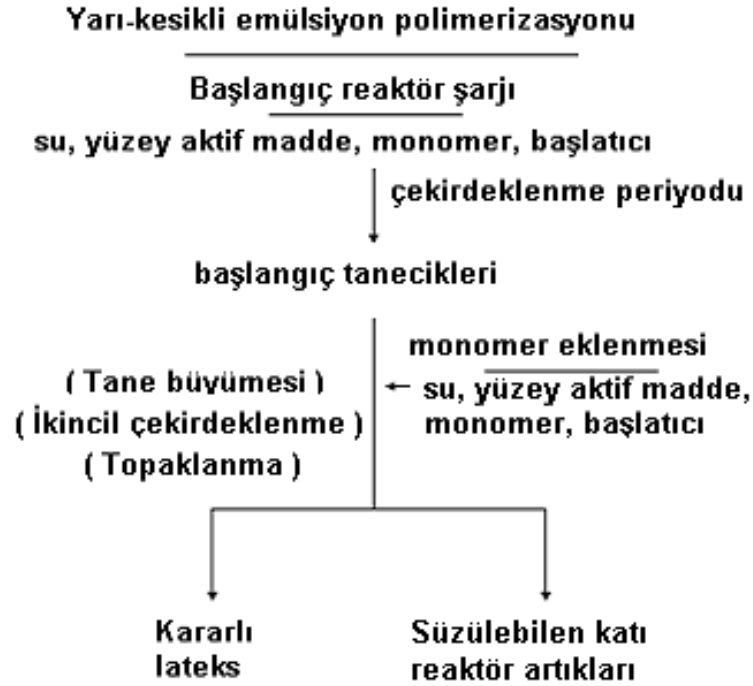 Yarı-kesikli emülsiyon polimerizasyonu
Başlangıç reaktör şarjı
su, yüzey aktif madde, monomer, başlatıcı
çekirdeklenme periyodu
başlangıç tanecikleri
monomer eklenmesi
su, yüzey aktif madde,
monomer, başlatıcı
( Tane büyümesi )
( İkincil çekirdeklenme )
( Topaklanma )
Kararlı
lateks
Süzülebilen katı
reaktör artıkları